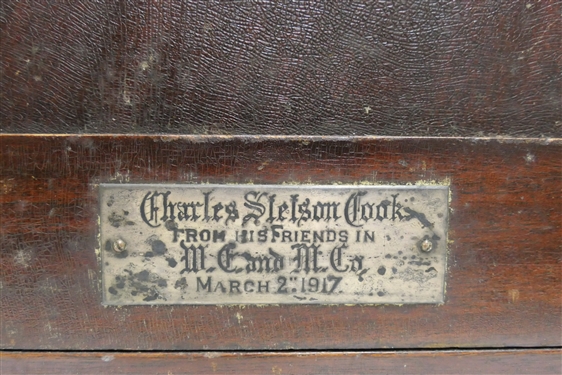 Charles Stetson Cook
FROM HIS FRIENDS IN
M.C. and M.Co.
MARCH 2ND 1917.